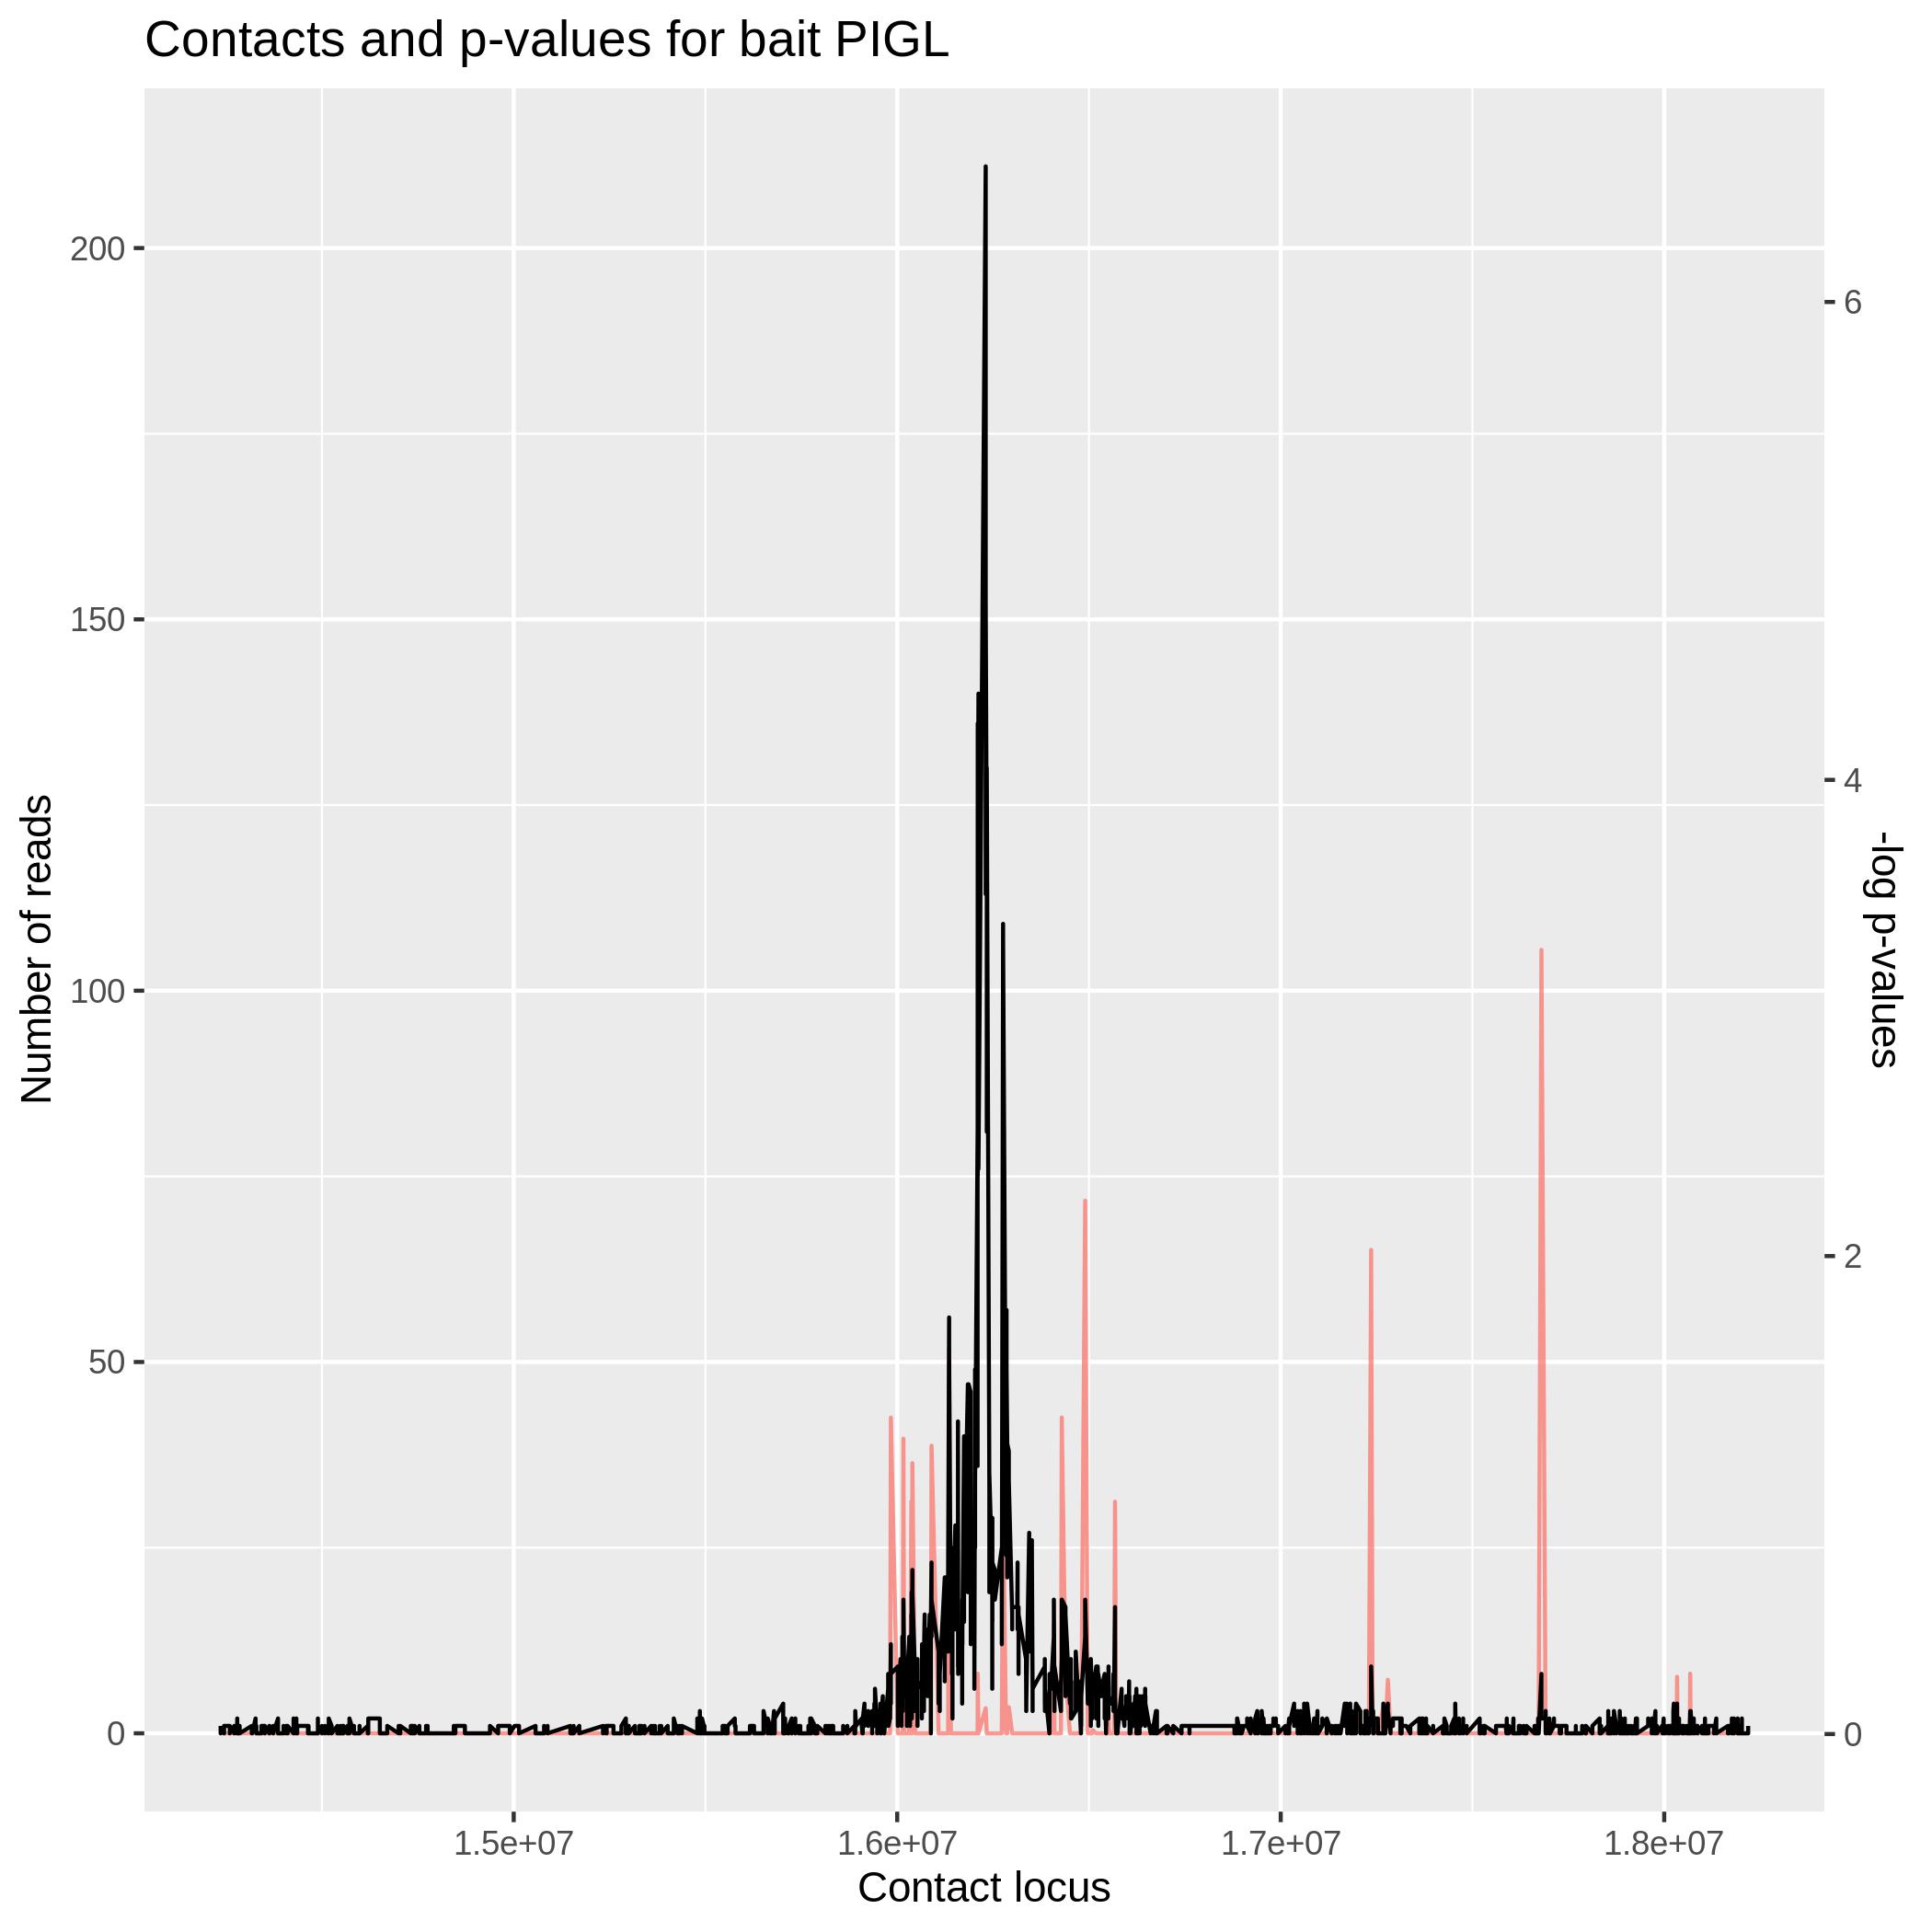 Contacts and p-values for bait PIGL
Number of reads
200
150
100
50
0
6
4
2
0
-log p-values
1.5e+07
1.6e+07
1.7e+07
1.8e+07
Contact locus